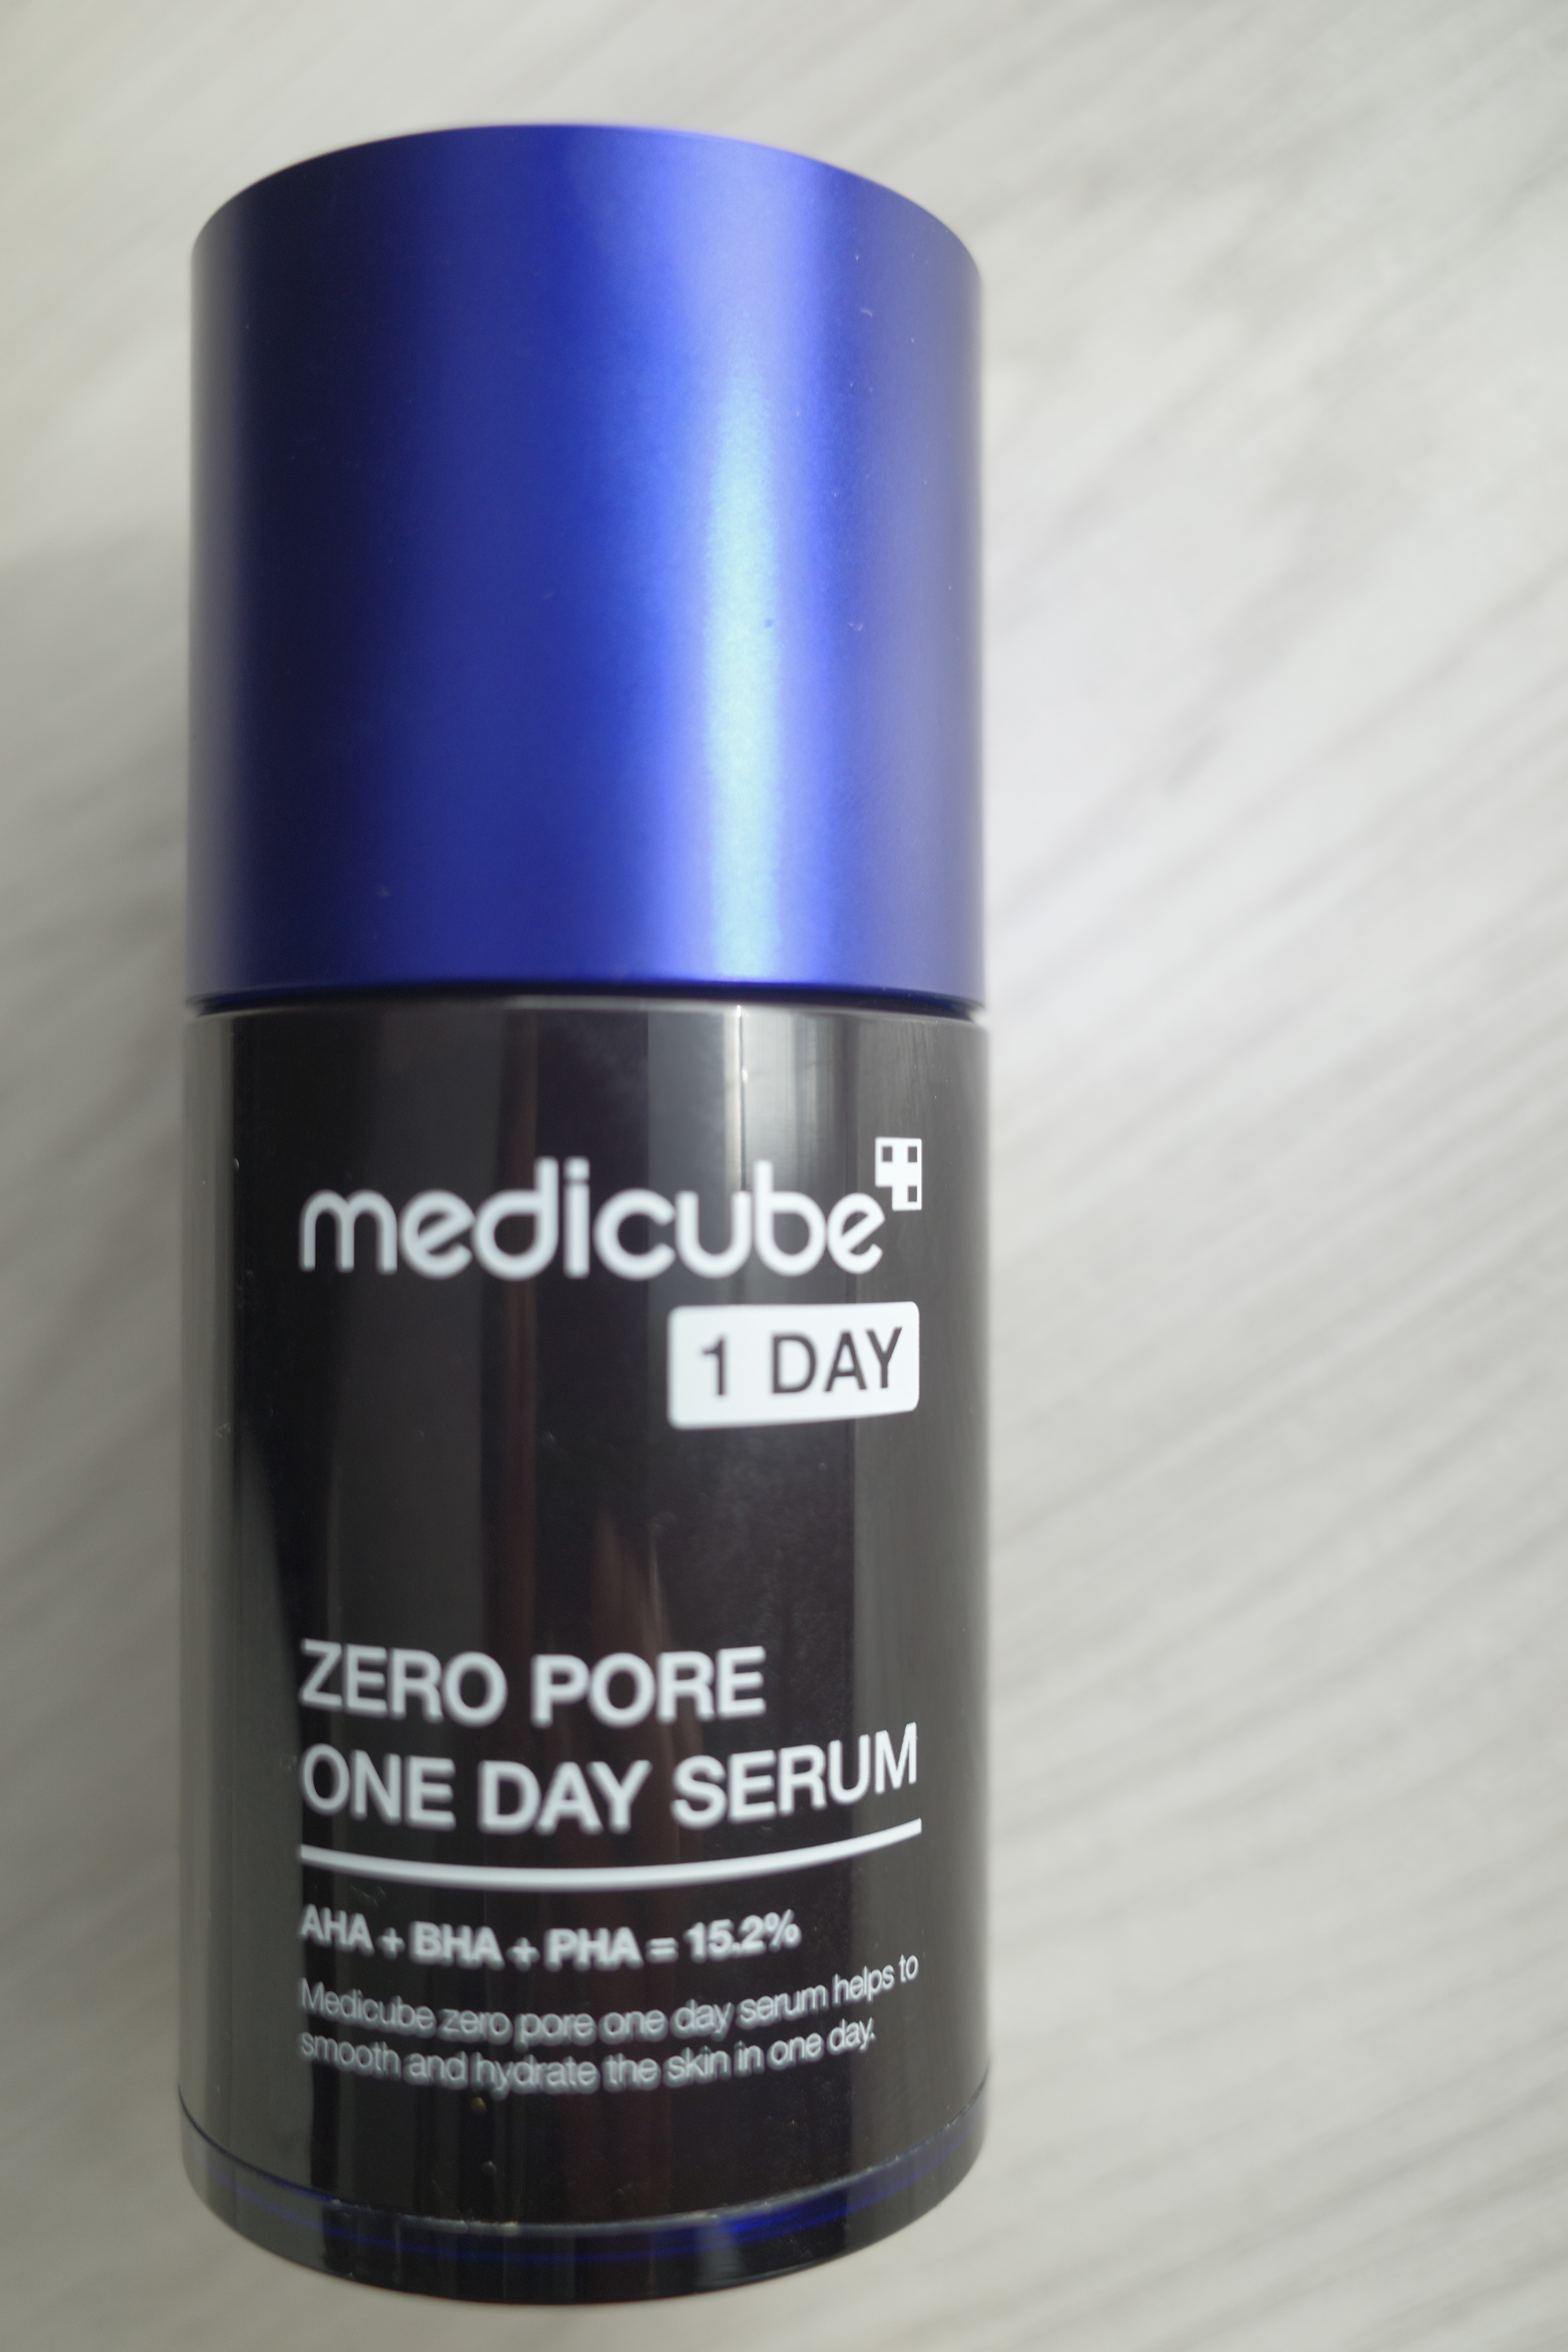 medicube
1 DAY
ZERO PORE
ONE DAY SERUM
AHA + BHA + PHA = 15.2%
Medicube zero pore one day serum helps to
smooth and hydrate the skin in one day.